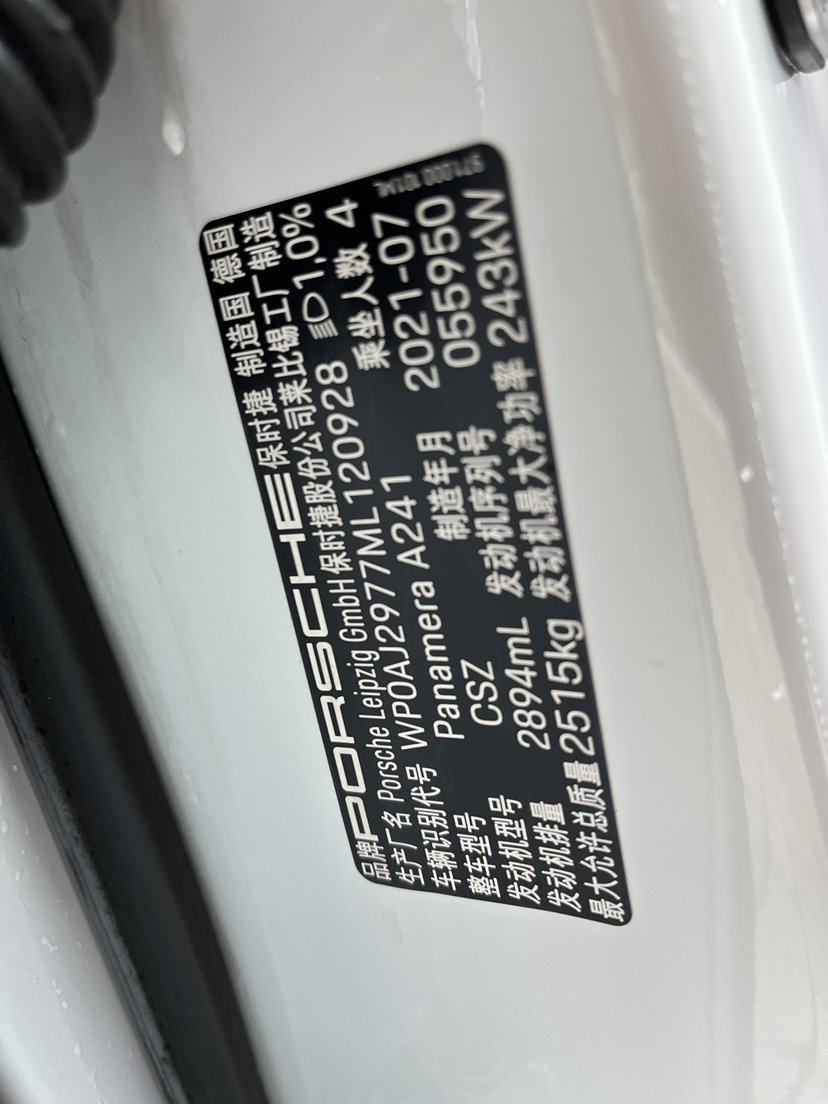 971.000.101.ML
品牌 PORSCHE 保时捷 制造国 德国
生产厂名 Porsche Leipzig GmbH 保时捷股份公司莱比锡工厂制造
车辆识别代号 WP0AJ2977ML120928 1,0%
整车型号 Panamera A241 乘坐人数 4
发动机型号 CSZ 制造年月 2021-07
发动机排量 2894mL 发动机序列号 055950
最大允许总质量 2515kg 发动机最大净功率 243kW